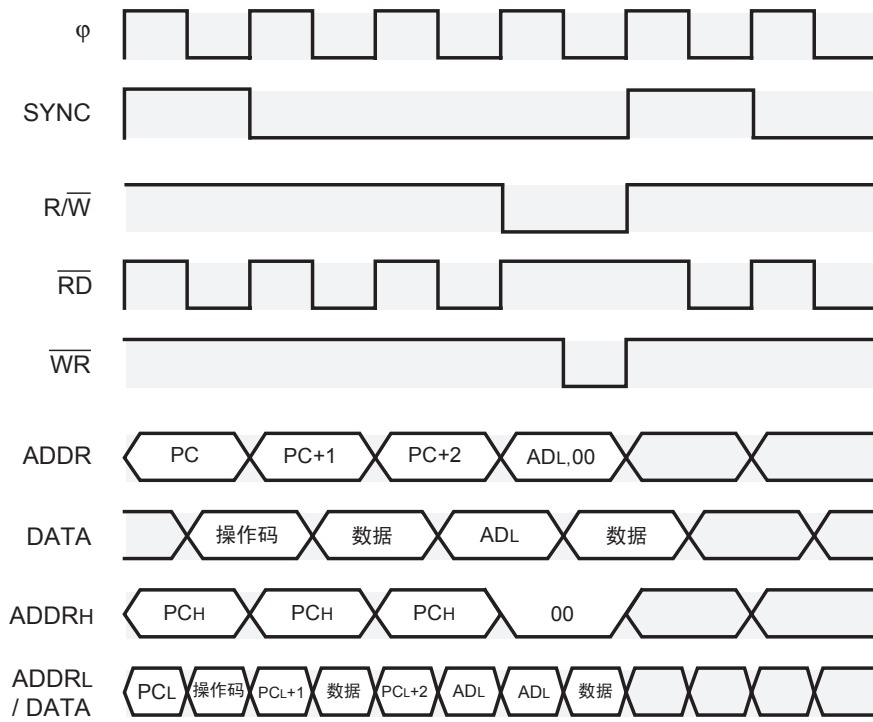 φ
SYNC
R/W̅
R̅D̅
W̅R̅
ADDR PC PC+1 PC+2 ADL,00
DATA 操作码 数据 ADL 数据
ADDRH PCH PCH PCH 00
ADDRL
/ DATA PCL 操作码 PCL+1 数据 PCL+2 ADL ADL 数据